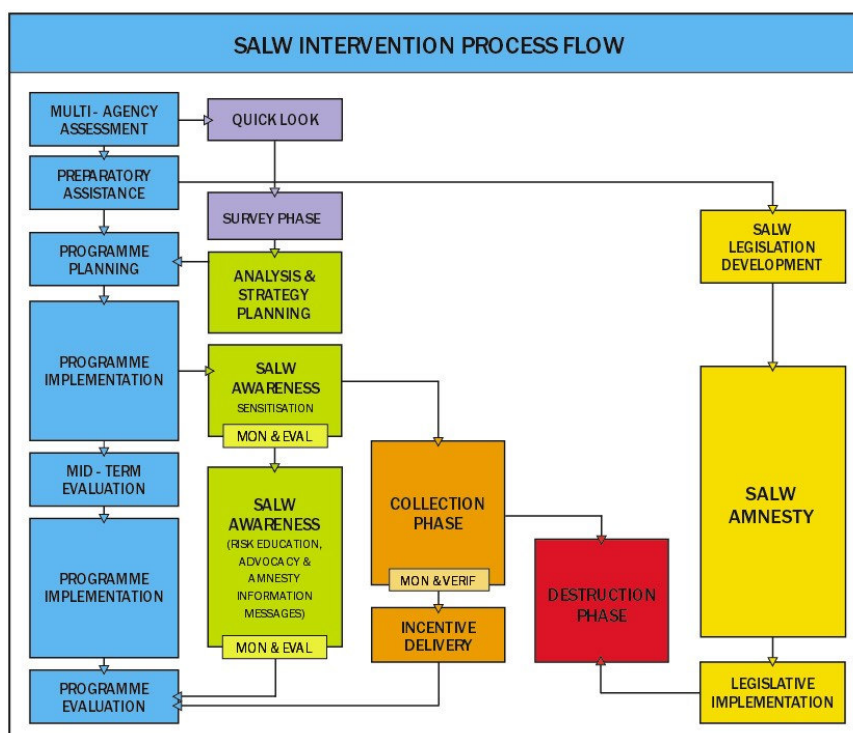 SALW INTERVENTION PROCESS FLOW
MULTI - AGENCY
ASSESSMENT
QUICK LOOK
PREPARATORY
ASSISTANCE
SURVEY PHASE
SALW
LEGISLATION
DEVELOPMENT
PROGRAMME
PLANNING
ANALYSIS &
STRATEGY
PLANNING
PROGRAMME
IMPLEMENTATION
SALW
AWARENESS
SENSITISATION
MON & EVAL
MID - TERM
EVALUATION
SALW
AWARENESS
(RISK EDUCATION,
ADVOCACY &
AMNESTY
INFORMATION
MESSAGES)
MON & EVAL
COLLECTION
PHASE
MON & VERIF
SALW
AMNESTY
PROGRAMME
IMPLEMENTATION
DESTRUCTION
PHASE
INCENTIVE
DELIVERY
PROGRAMME
EVALUATION
LEGISLATIVE
IMPLEMENTATION